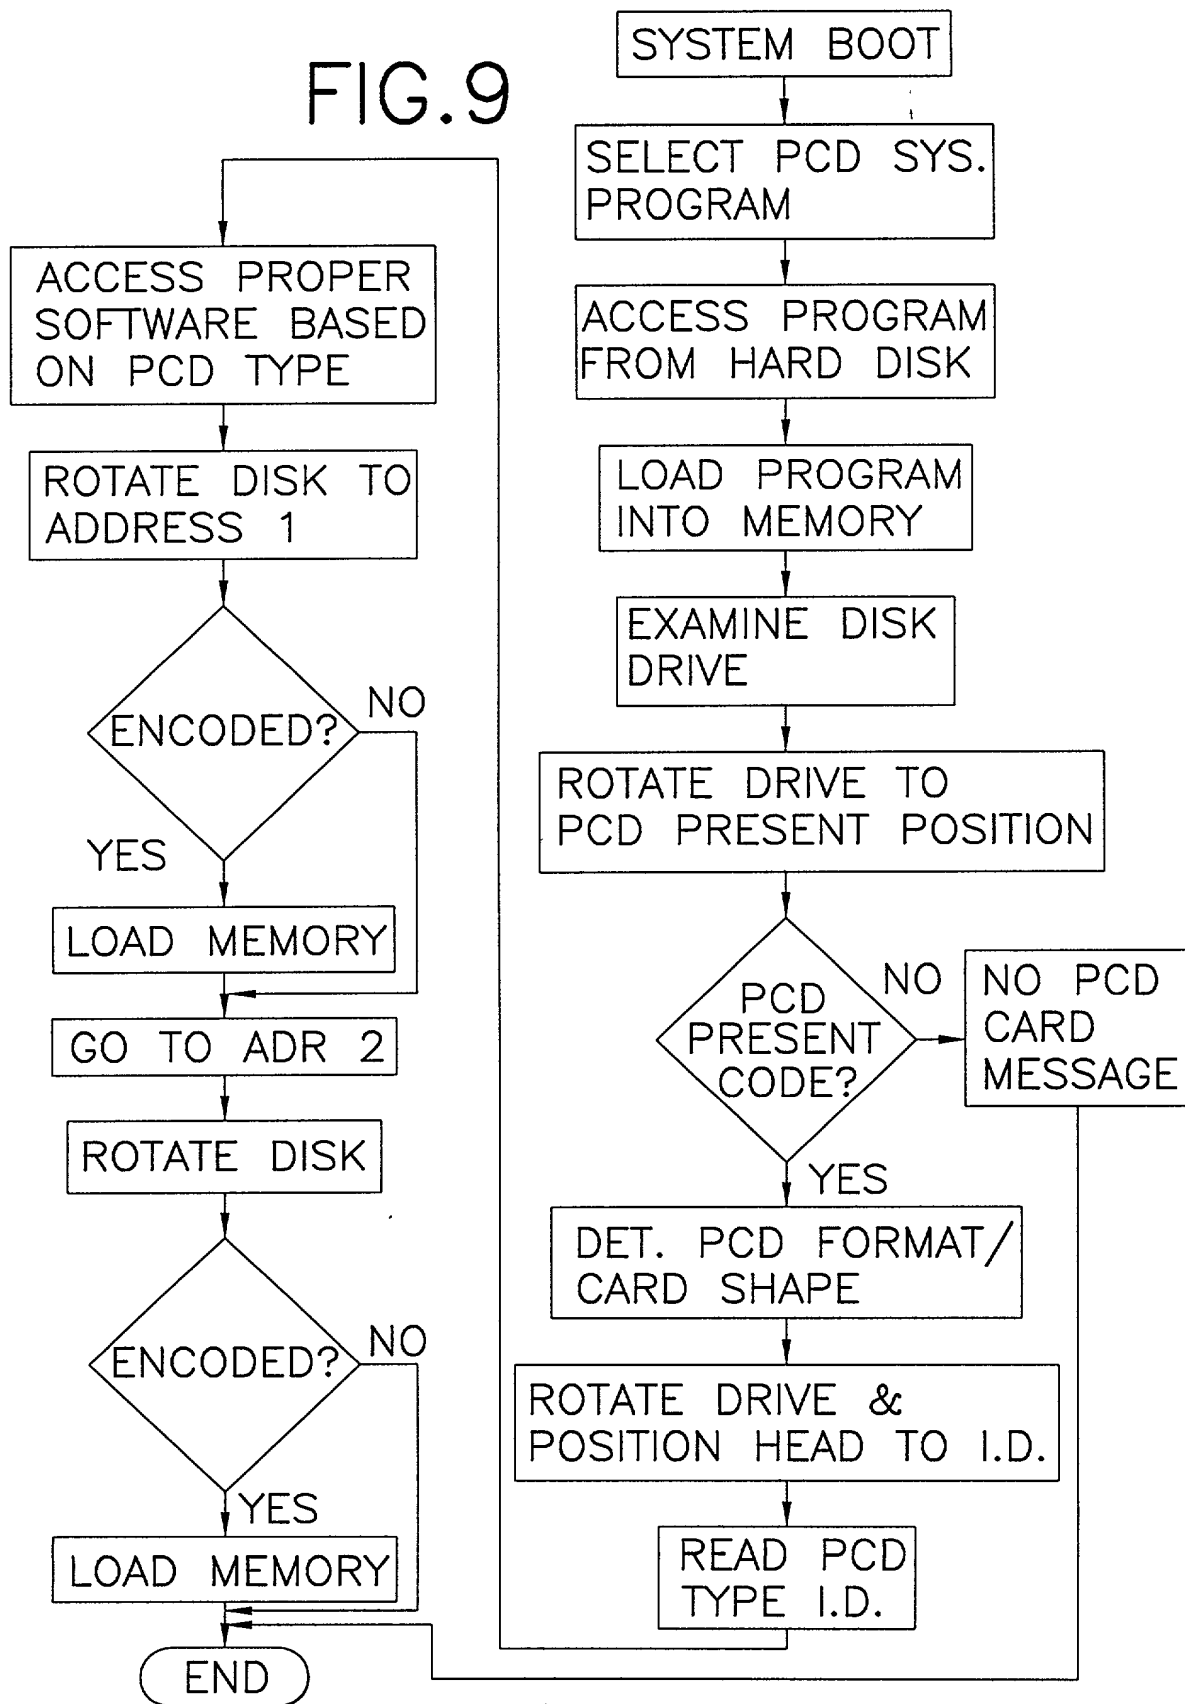 FIG.9
SYSTEM BOOT
SELECT PCD SYS.
PROGRAM
ACCESS PROGRAM
FROM HARD DISK
LOAD PROGRAM
INTO MEMORY
EXAMINE DISK
DRIVE
ROTATE DRIVE TO
PCD PRESENT POSITION
PCD
PRESENT
CODE?
NO
NO PCD
CARD
MESSAGE
YES
DET. PCD FORMAT/
CARD SHAPE
ROTATE DRIVE &
POSITION HEAD TO I.D.
READ PCD
TYPE I.D.
ACCESS PROPER
SOFTWARE BASED
ON PCD TYPE
ROTATE DISK TO
ADDRESS 1
ENCODED?
NO
YES
LOAD MEMORY
GO TO ADR 2
ROTATE DISK
ENCODED?
NO
YES
LOAD MEMORY
END